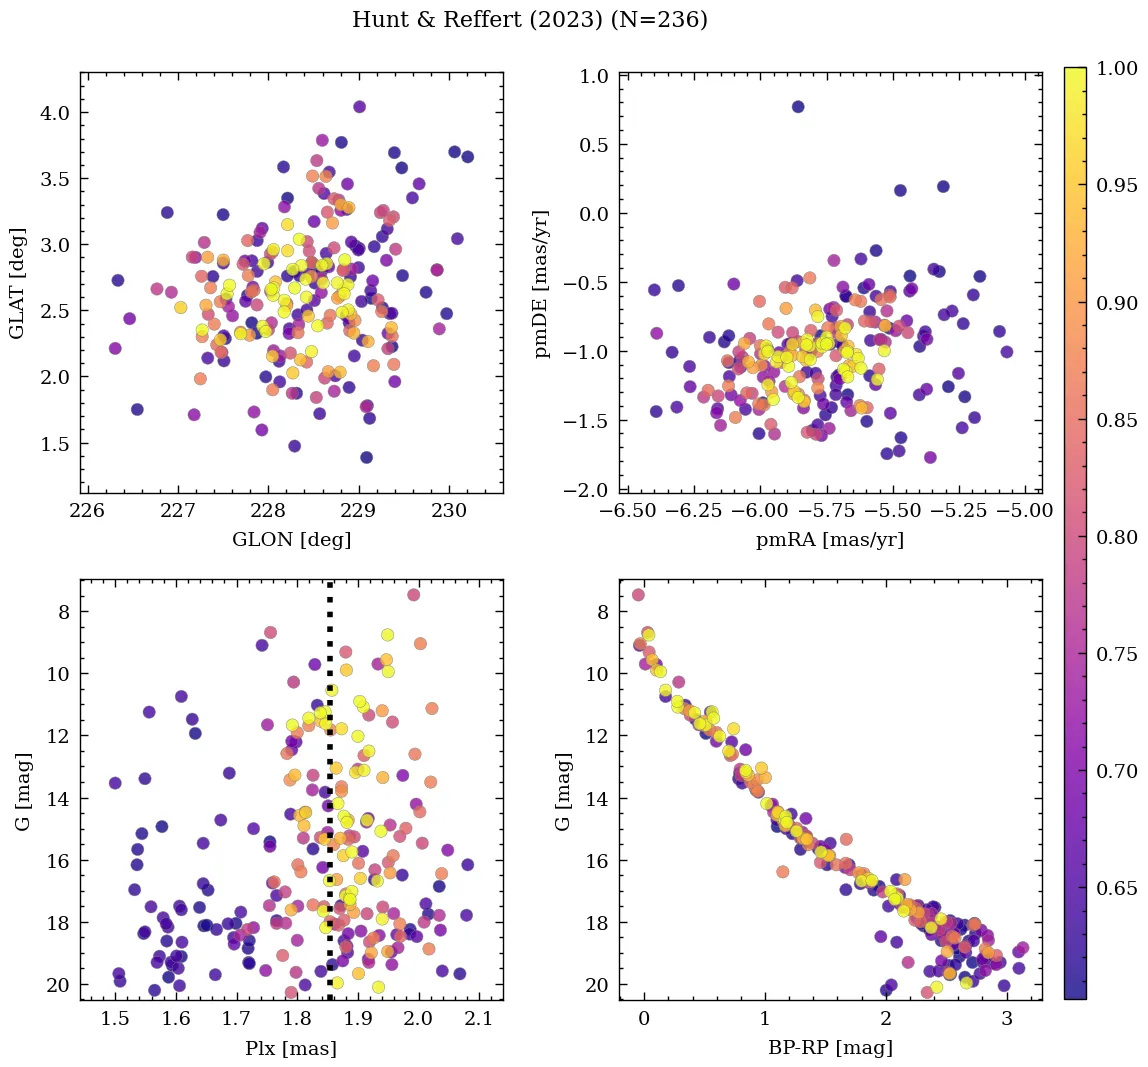 Hunt & Reffert (2023) (N=236)
4.0
3.5
3.0
2.5
2.0
1.5
GLAT [deg]
226 227 228 229 230
GLON [deg]
1.0
0.5
0.0
−0.5
−1.0
−1.5
−2.0
pmDE [mas/yr]
−6.50 −6.25 −6.00 −5.75 −5.50 −5.25 −5.00
pmRA [mas/yr]
8
10
12
14
16
18
20
G [mag]
1.5 1.6 1.7 1.8 1.9 2.0 2.1
Plx [mas]
8
10
12
14
16
18
20
G [mag]
0 1 2 3
BP-RP [mag]
1.00
0.95
0.90
0.85
0.80
0.75
0.70
0.65